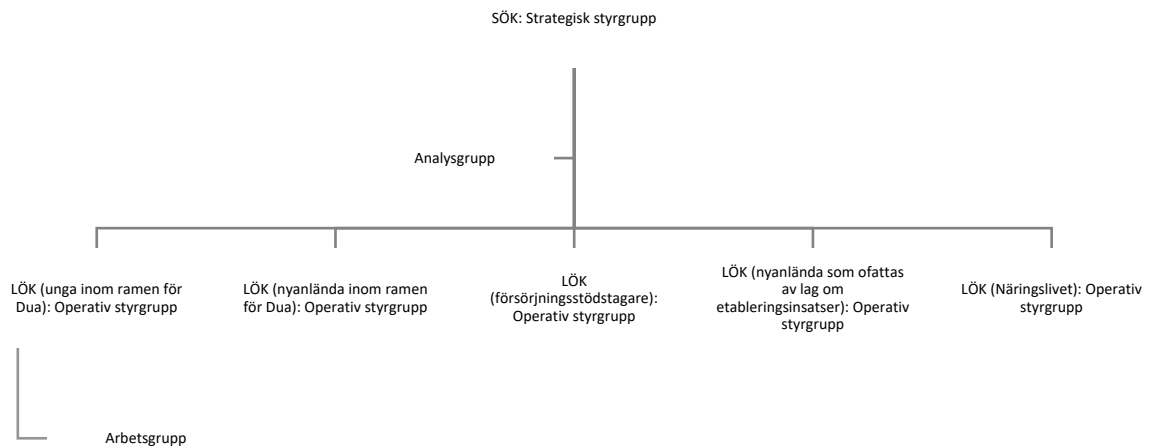 SÖK: Strategisk styrgrupp
Analysgrupp
LÖK (unga inom ramen för
Dua): Operativ styrgrupp
LÖK (nyanlända inom ramen
för Dua): Operativ styrgrupp
LÖK
(försörjningsstödstagare):
Operativ styrgrupp
LÖK (nyanlända som ofattas
av lag om
etableringsinsatser): Operativ
styrgrupp
LÖK (Näringslivet): Operativ
styrgrupp
Arbetsgrupp